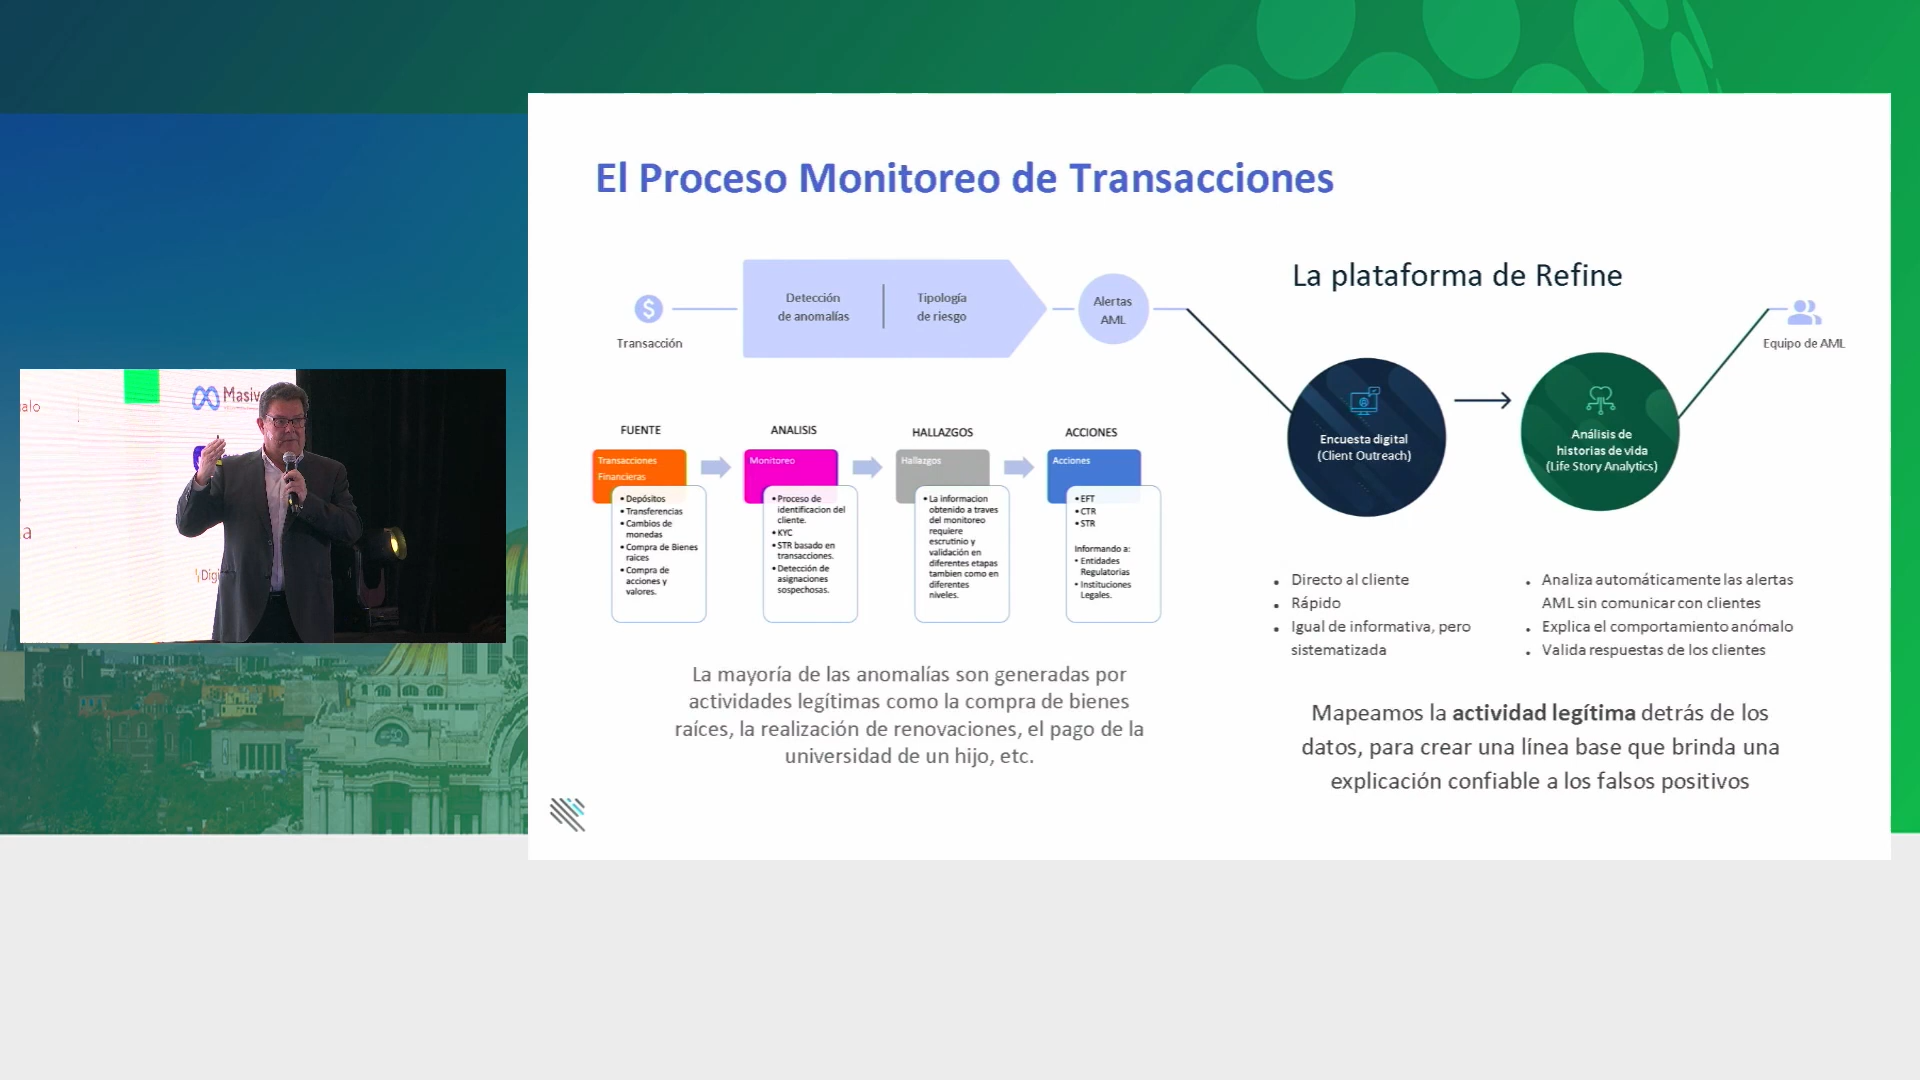 El Proceso Monitoreo de Transacciones
La plataforma de Refine
Transacción
Detección
de anomalías
Tipología
de riesgo
Alertas
AML
Equipo de AML
Encuesta digital
(Client Outreach)
Análisis de
historias de vida
(Life Story Analytics)
FUENTE
Transacciones
Financieras
• Depósitos
• Transferencias
• Cambios de
monedas
• Compra de Bienes
raíces
• Compra de
acciones y
valores.
ANALISIS
Monitoreo
• Proceso de
identificacion del
cliente.
• KYC
• STR basado en
transacciones.
• Detección de
asignaciones
sospechosas.
HALLAZGOS
Hallazgos
• La informacion
obtenido a traves
del monitoreo
requiere
escrutinio y
validación en
diferentes etapas
tambien como en
diferentes
niveles.
ACCIONES
Acciones
• EFT
• CTR
• STR
Informando a:
• Entidades
Regulatorias
• Instituciones
Legales.
• Directo al cliente
• Rápido
• Igual de informativa, pero
sistematizada
• Analiza automáticamente las alertas
AML sin comunicar con clientes
• Explica el comportamiento anómalo
• Valida respuestas de los clientes
La mayoría de las anomalías son generadas por
actividades legítimas como la compra de bienes
raíces, la realización de renovaciones, el pago de la
universidad de un hijo, etc.
Mapeamos la actividad legítima detrás de los
datos, para crear una línea base que brinda una
explicación confiable a los falsos positivos
alo
a
Masiv
Digi